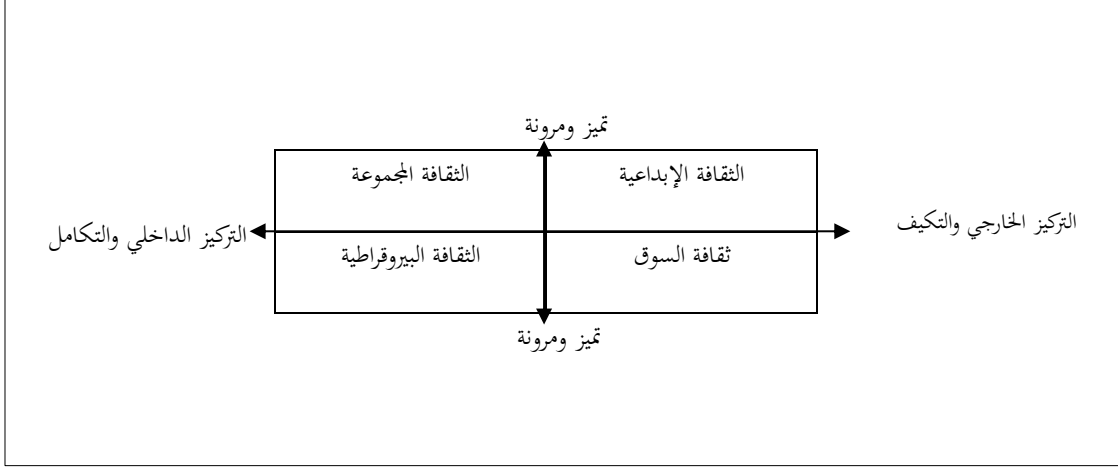 تميز ومرونة
الثقافة الإبداعية
الثقافة المجموعة
التركيز الخارجي والتكيف
التركيز الداخلي والتكامل
ثقافة السوق
الثقافة البيروقراطية
تميز ومرونة